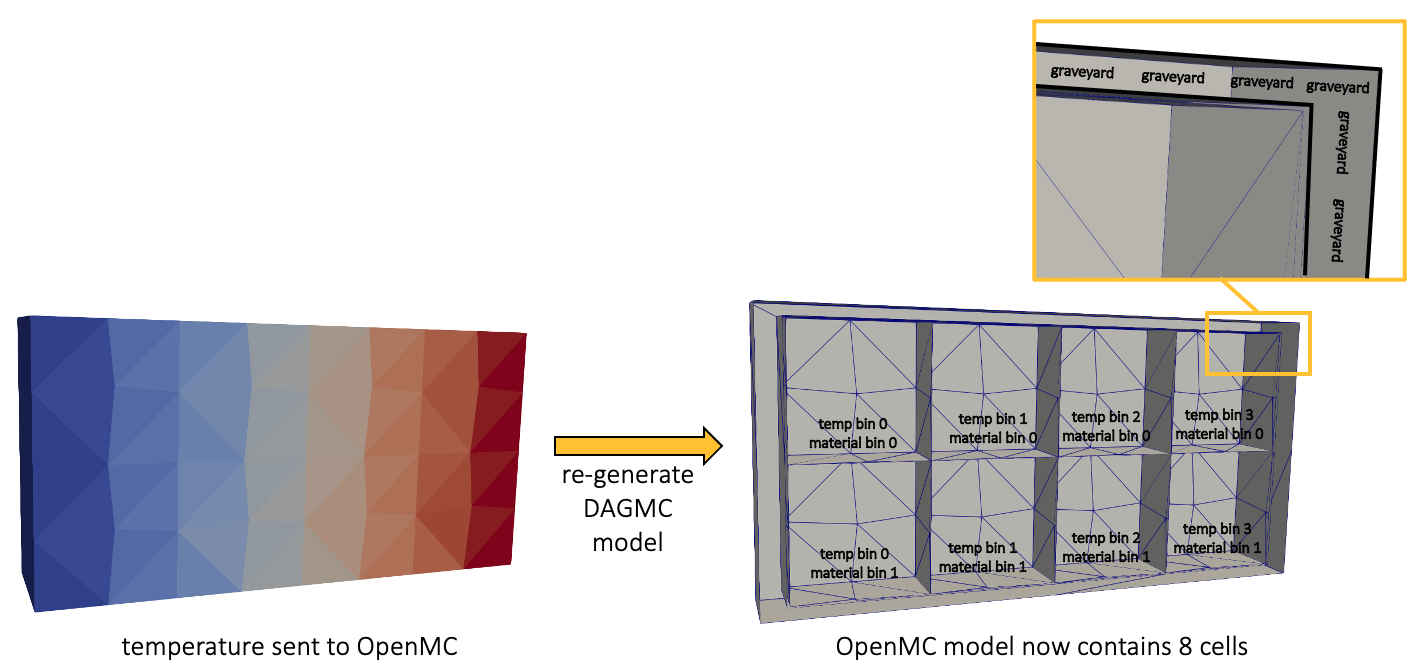 graveyard graveyard graveyard graveyard
graveyard
graveyard
temp bin 0
material bin 0
temp bin 1
material bin 0
temp bin 2
material bin 0
temp bin 3
material bin 0
re-generate
DAGMC
model
temp bin 0
material bin 1
temp bin 1
material bin 1
temp bin 2
material bin 1
temp bin 3
material bin 1
temperature sent to OpenMC
OpenMC model now contains 8 cells